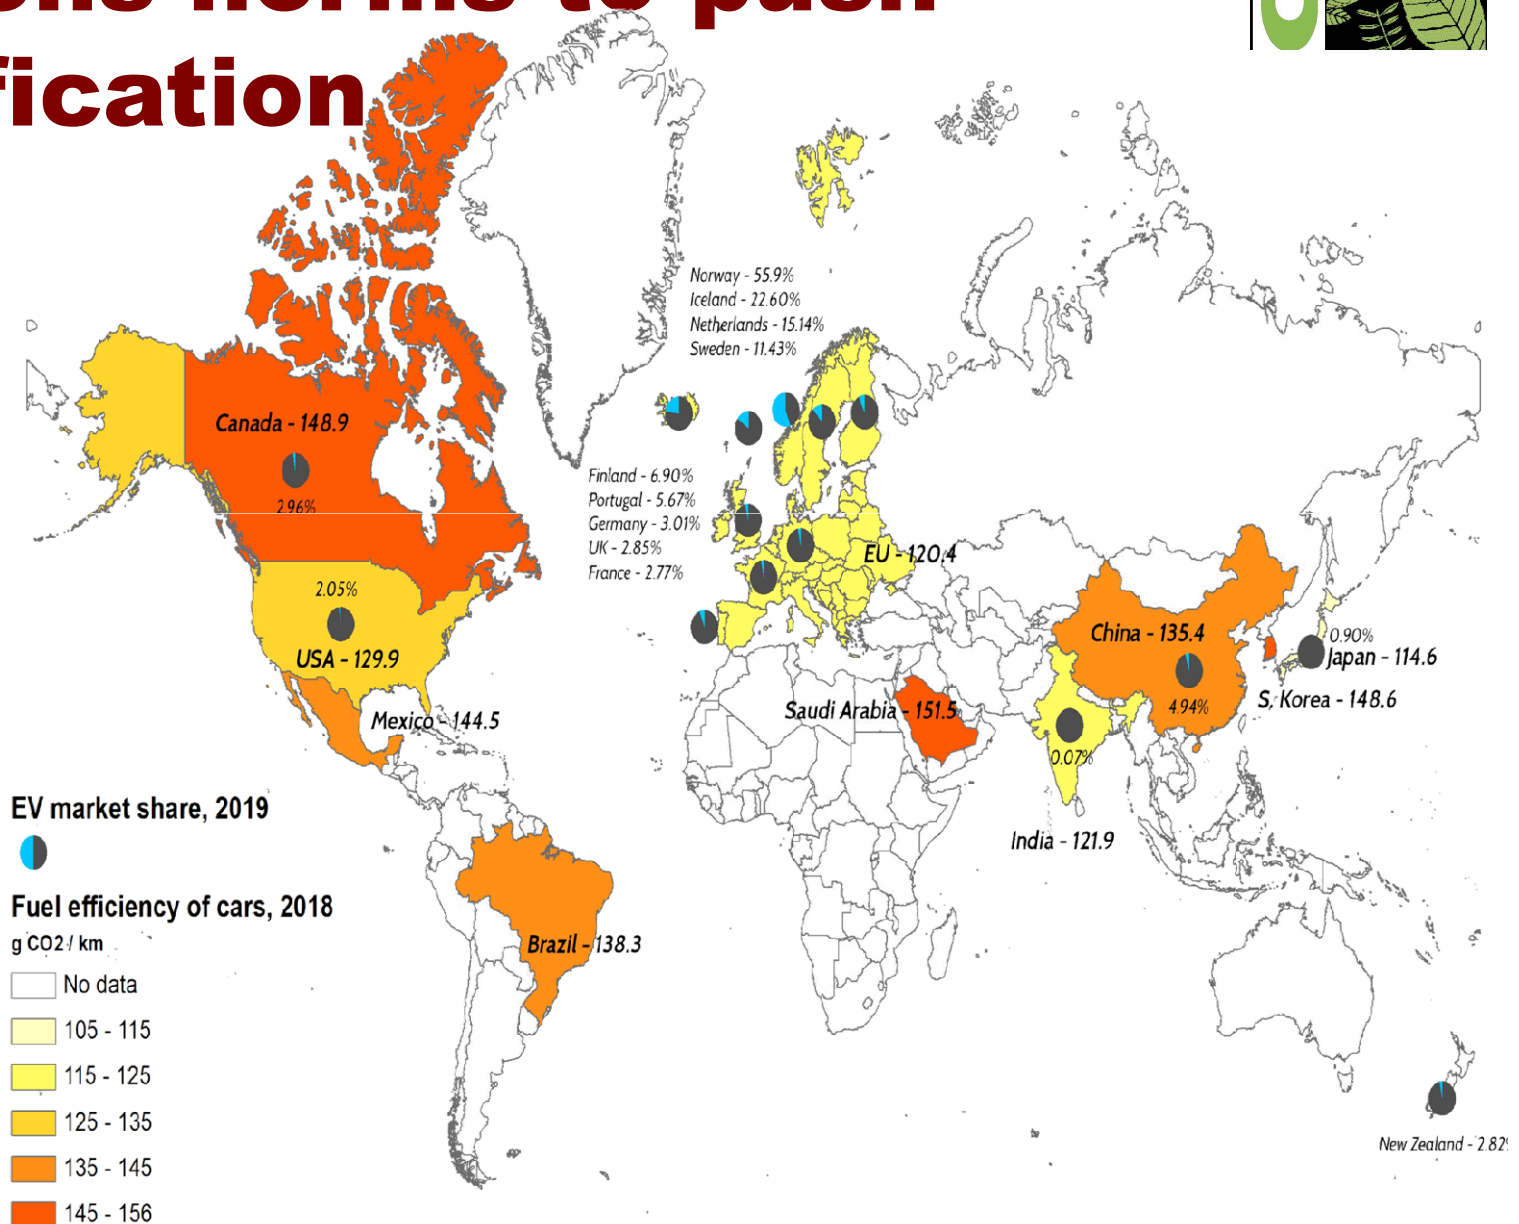 ons norms to push
fication
Norway - 55.9%
Iceland - 22.60%
Netherlands - 15.14%
Sweden - 11.43%
Canada - 148.9
2.96%
Finland - 6.90%
Portugal - 5.67%
Germany - 3.01%
UK - 2.85%
France - 2.77%
EU - 120.4
2.05%
USA - 129.9
China - 135.4
4.94%
0.90%
Japan - 114.6
S. Korea - 148.6
Mexico - 144.5
Saudi Arabia - 151.5
0.07%
India - 121.9
EV market share, 2019
Fuel efficiency of cars, 2018
g CO2 / km
Brazil - 138.3
No data
105 - 115
115 - 125
125 - 135
135 - 145
145 - 156
New Zealand - 2.82